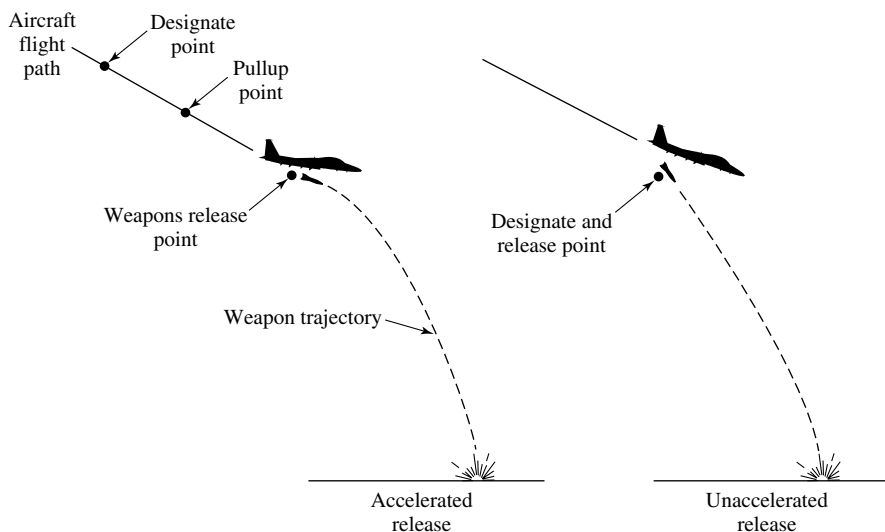 Aircraft
flight
path
Designate
point
Pullup
point
Weapons release
point
Weapon trajectory
Accelerated
release
Designate and
release point
Unaccelerated
release